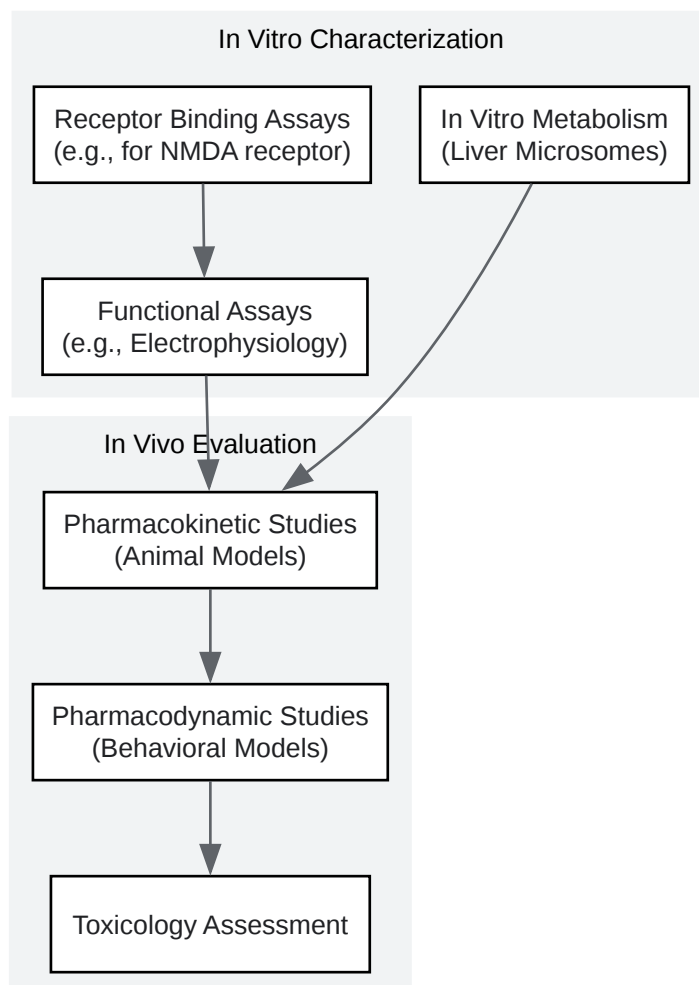 In Vitro Characterization
Receptor Binding Assays
(e.g., for NMDA receptor)
In Vitro Metabolism
(Liver Microsomes)
Functional Assays
(e.g., Electrophysiology)
In Vivo Evaluation
Pharmacokinetic Studies
(Animal Models)
Pharmacodynamic Studies
(Behavioral Models)
Toxicology Assessment